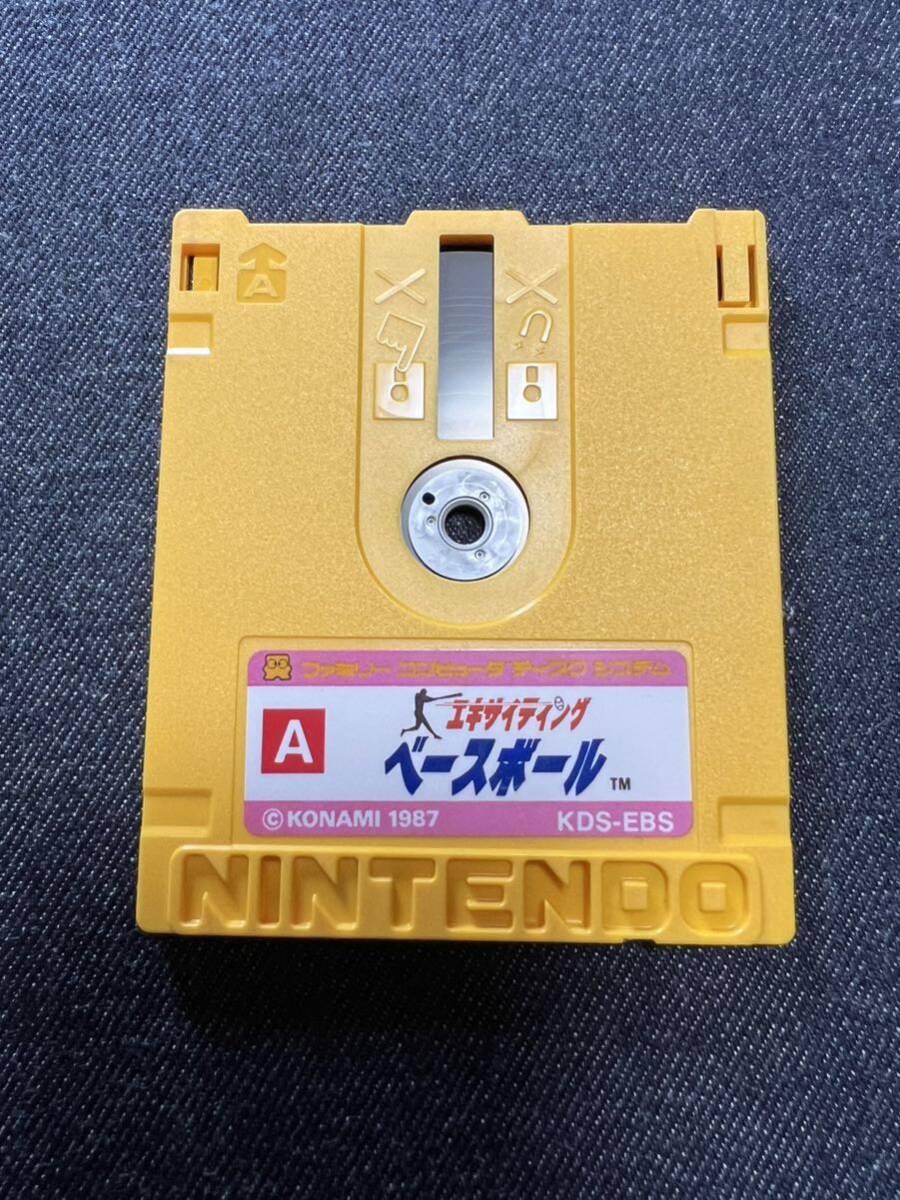 A
ファミリー コンピュータ ディスク システム
A
エキサイティング
ベースボール TM
©KONAMI 1987 KDS-EBS
NINTENDO